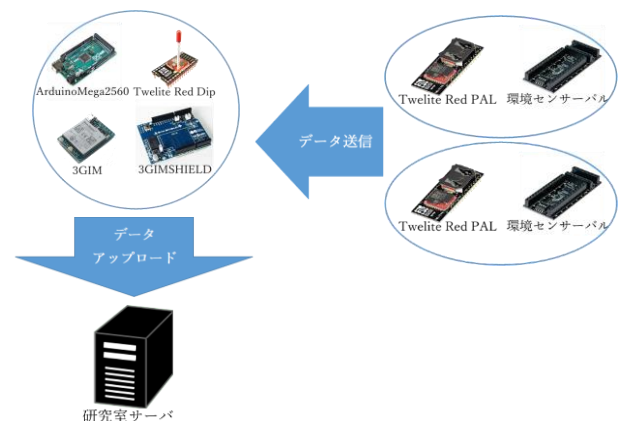 ArduinoMega2560 Twelite Red Dip
3GIM 3GIMSHIELD
データ送信
Twelite Red PAL 環境センサーバル
Twelite Red PAL 環境センサーバル
データ
アップロード
研究室サーバ